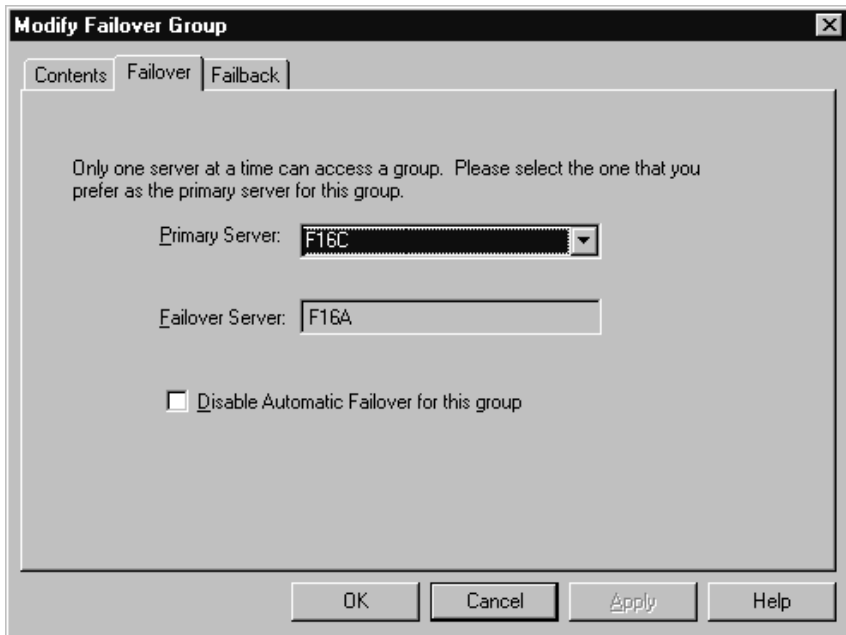 Modify Failover Group
Contents Failover Failback
Only one server at a time can access a group. Please select the one that you
prefer as the primary server for this group.
Primary Server: F16C
Failover Server: F16A
Disable Automatic Failover for this group
OK Cancel Apply Help